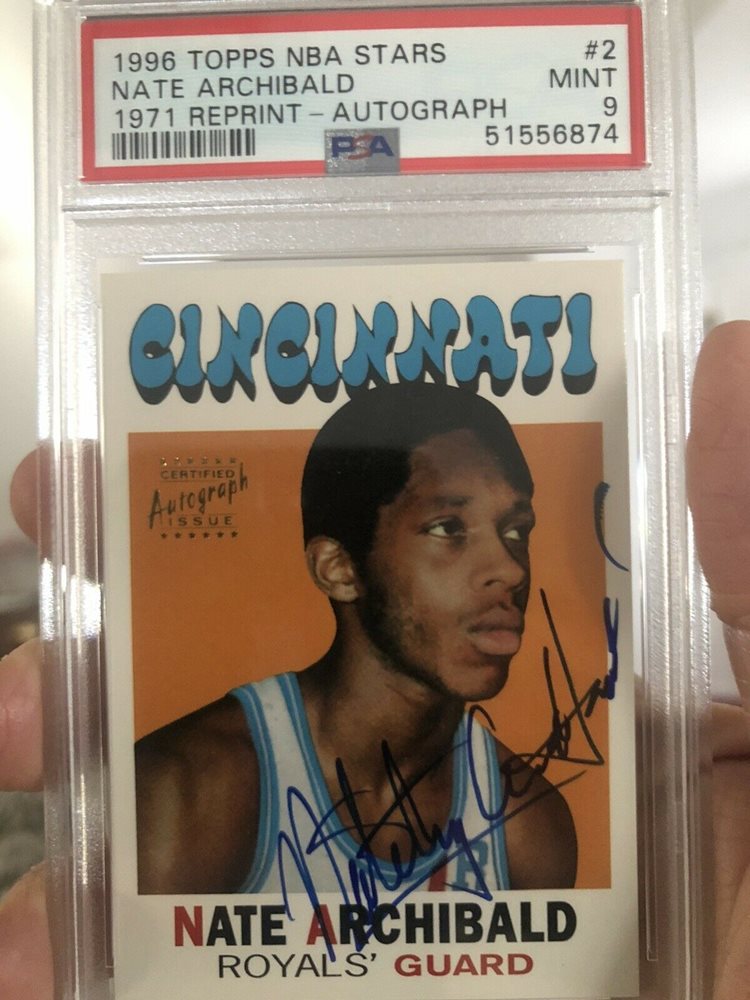 1996 TOPPS NBA STARS #2
NATE ARCHIBALD MINT
1971 REPRINT - AUTOGRAPH 9
PSA 51556874
CINCINNATI
CERTIFIED
Autograph
ISSUE
NATE ARCHIBALD
ROYALS' GUARD